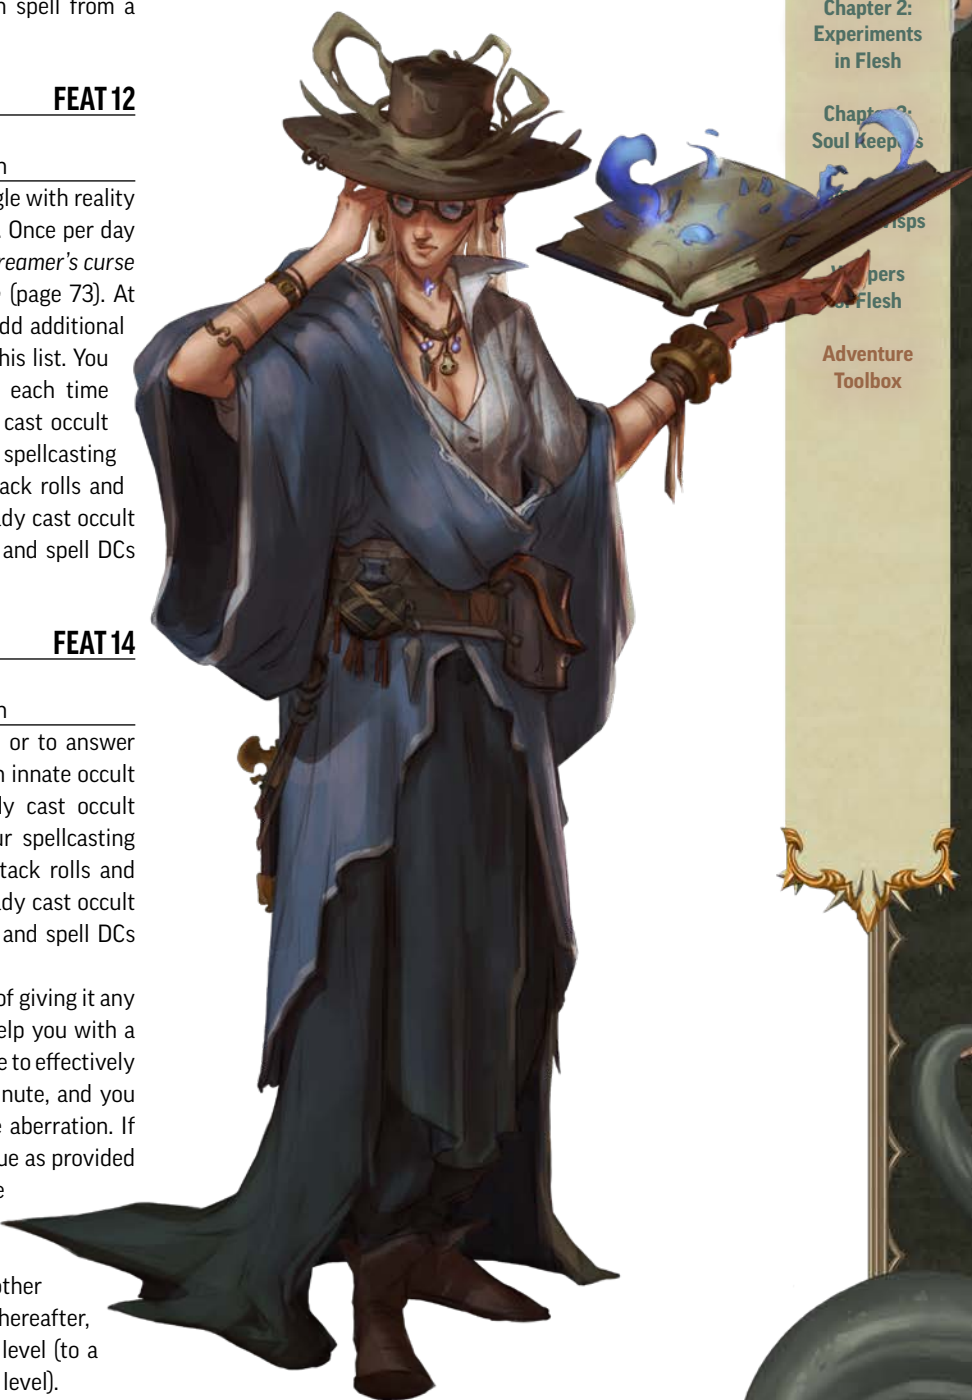 spell from a
FEAT 12
gle with reality
. Once per day
reamer's curse
(page 73). At
dd additional
his list. You
each time
cast occult
spellcasting
tack rolls and
dy cast occult
and spell DCs
FEAT 14
or to answer
n innate occult
ly cast occult
ur spellcasting
tack rolls and
dy cast occult
and spell DCs
of giving it any
elp you with a
e to effectively
nute, and you
e aberration. If
ue as provided
e
other
hereafter,
level (to a
level).
Chapter 2:
Experiments
in Flesh
Chapter
Soul Keepers
isps
pers
Flesh
Adventure
Toolbox